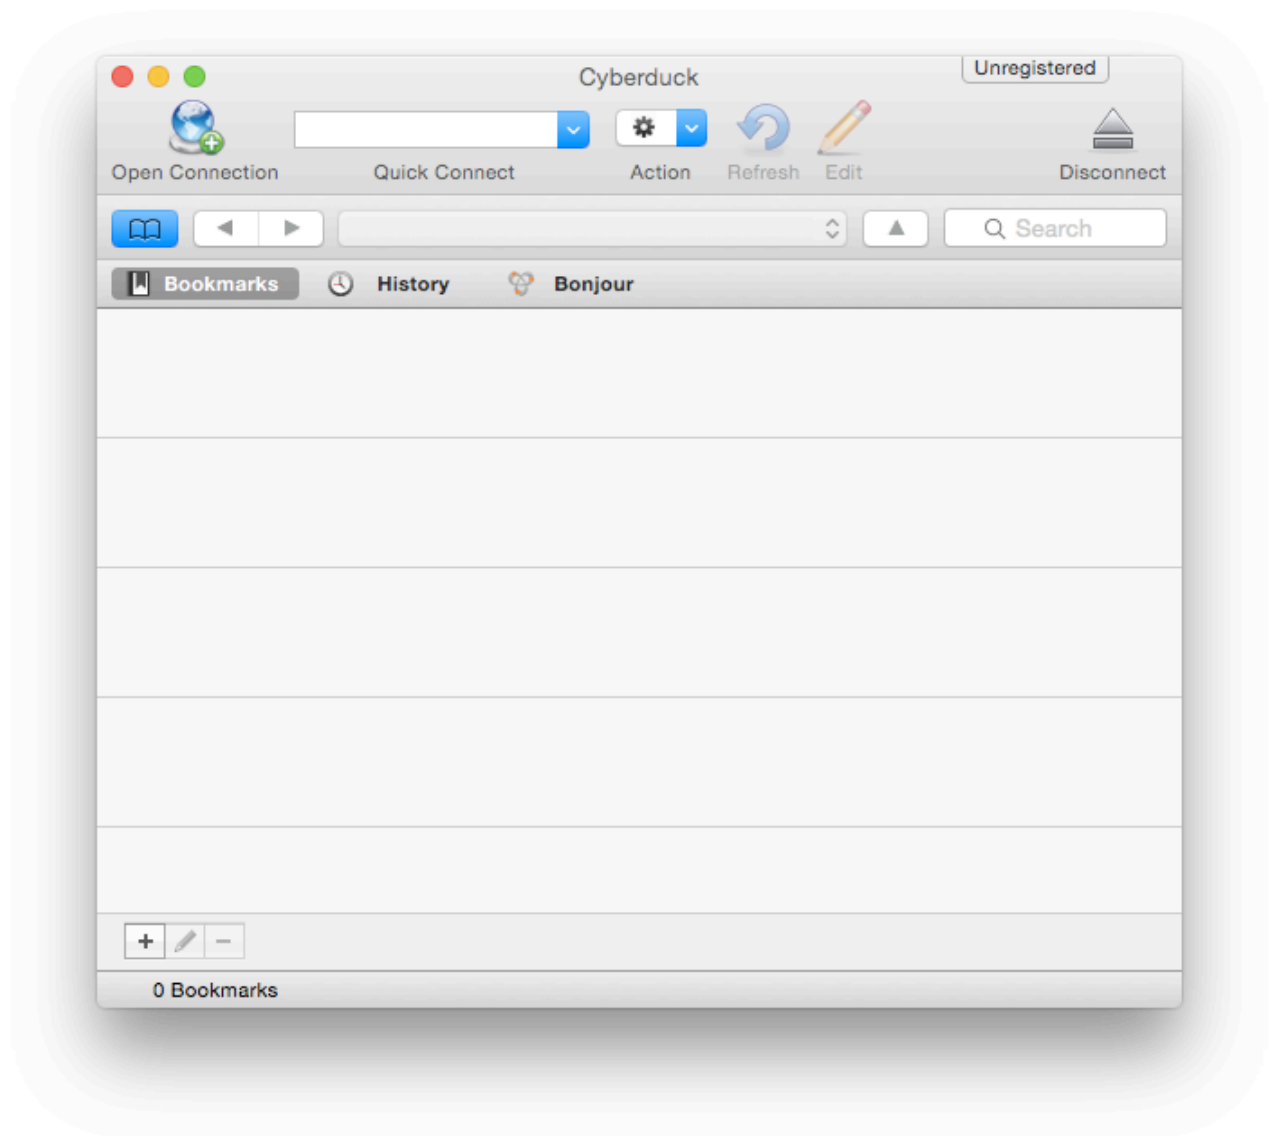 Cyberduck
Unregistered
Open Connection
Quick Connect
Action
Refresh
Edit
Disconnect
Search
Bookmarks
History
Bonjour
0 Bookmarks